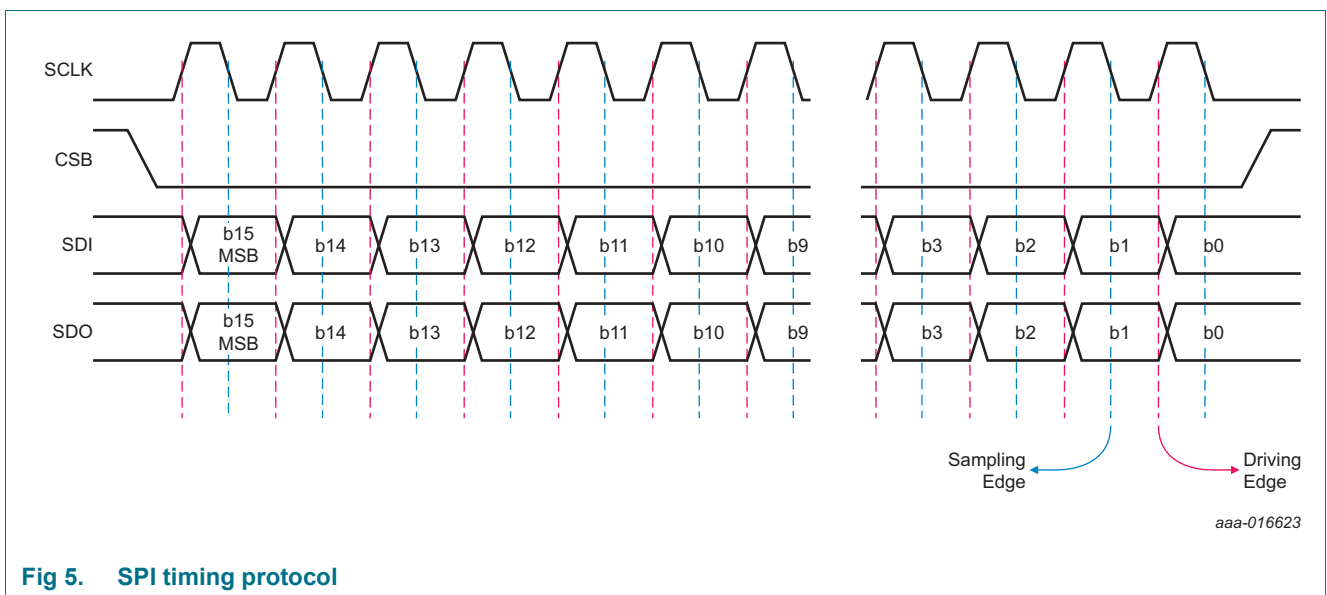 SCLK
CSB
SDI
b15
MSB
b14
b13
b12
b11
b10
b9
b3
b2
b1
b0
SDO
b15
MSB
b14
b13
b12
b11
b10
b9
b3
b2
b1
b0
Sampling
Edge
Driving
Edge
aaa-016623
Fig 5. SPI timing protocol